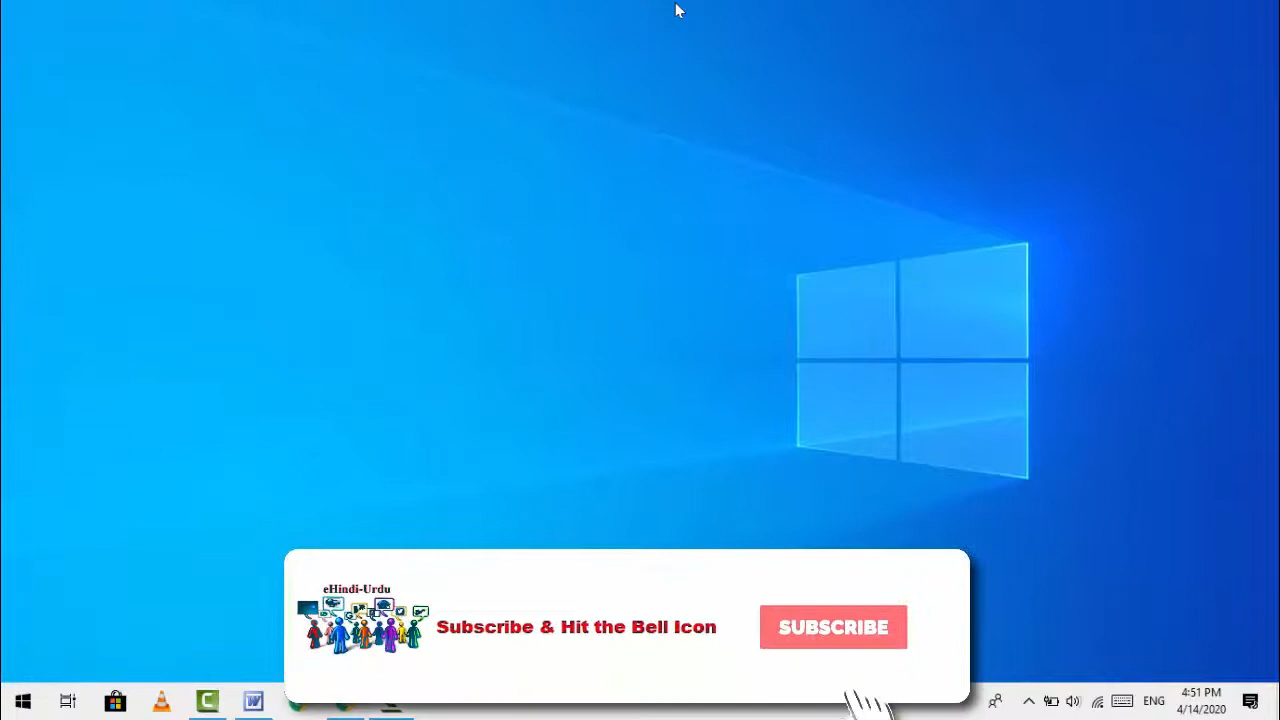 eHindi-Urdu
Subscribe & Hit the Bell Icon
SUBSCRIBE
ENG
4:51 PM
4/14/2020